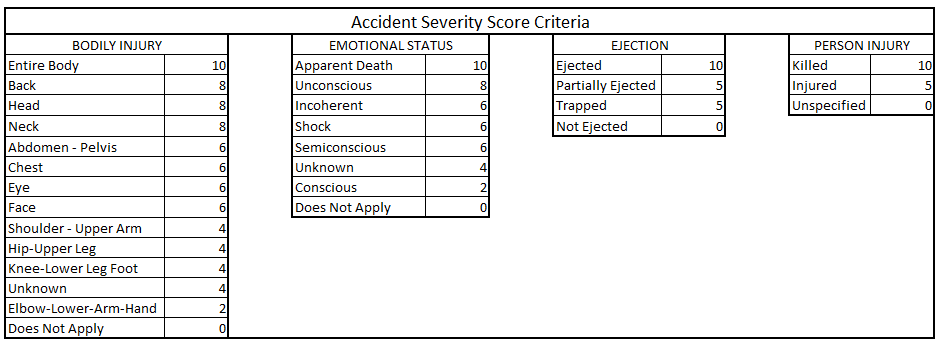 Accident Severity Score Criteria
BODILY INJURY EMOTIONAL STATUS EJECTION PERSON INJURY
Entire Body 10 Apparent Death 10 Ejected 10 Killed 10
Back 8 Unconscious 8 Partially Ejected 5 Injured 5
Head 8 Incoherent 6 Trapped 5 Unspecified 0
Neck 8 Shock 6 Not Ejected 0
Abdomen - Pelvis 6 Semiconscious 6
Chest 6 Unknown 4
Eye 6 Conscious 2
Face 6 Does Not Apply 0
Shoulder - Upper Arm 4
Hip-Upper Leg 4
Knee-Lower Leg Foot 4
Unknown 4
Elbow-Lower-Arm-Hand 2
Does Not Apply 0